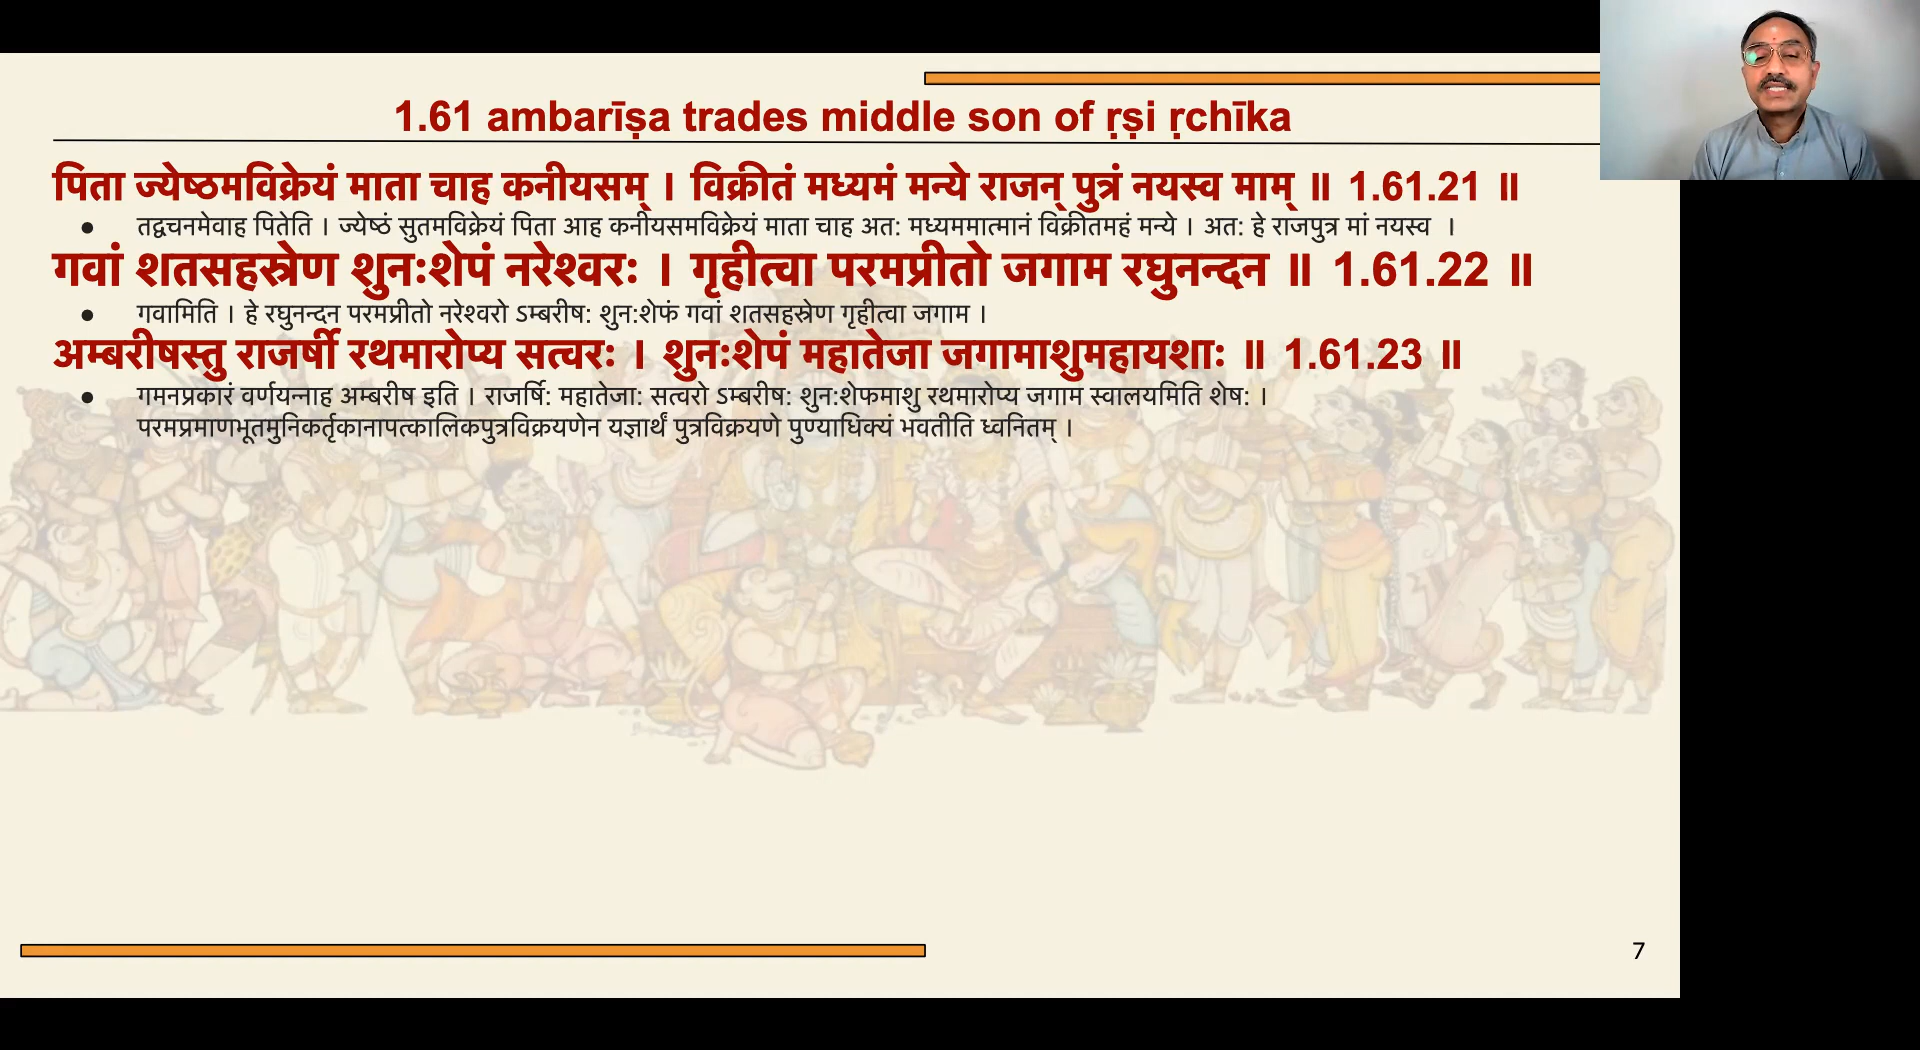 1.61 ambarīṣa trades middle son of ṛṣi ṛchīka
पिता ज्येष्ठमविक्रेयं माता चाह कनीयसम् । विक्रीतं मध्यमं मन्ये राजन् पुत्रं नयस्व माम् ॥ 1.61.21 ॥
● तद्वचनमेवाह पितेति । ज्येष्ठं सुतमविक्रेयं पिता आह कनीयसमविक्रेयं माता चाह अत: मध्यममात्मानं विक्रीतमहं मन्ये । अत: हे राजपुत्र मां नयस्व ।
गवां शतसहस्रेण शुनःशेपं नरेश्वरः । गृहीत्वा परमप्रीतो जगाम रघुनन्दन ॥ 1.61.22 ॥
● गवामिति । हे रघुनन्दन परमप्रीतो नरेश्वरो ऽम्बरीष: शुन:शेफं गवां शतसहस्रेण गृहीत्वा जगाम ।
अम्बरीषस्तु राजर्षी रथमारोप्य सत्वरः । शुनःशेपं महातेजा जगामाशुमहायशाः ॥ 1.61.23 ॥
● गमनप्रकारं वर्णयन्नाह अम्बरीष इति । राजर्षि: महातेजा: सत्वरो ऽम्बरीष: शुन:शेफमाशु रथमारोप्य जगाम स्वालयमिति शेष: ।
परमप्रमाणभूतमुनिकर्तृकानापत्कालिकपुत्रविक्रयणेन यज्ञार्थं पुत्रविक्रयणे पुण्याधिक्यं भवतीति ध्वनितम् ।
7